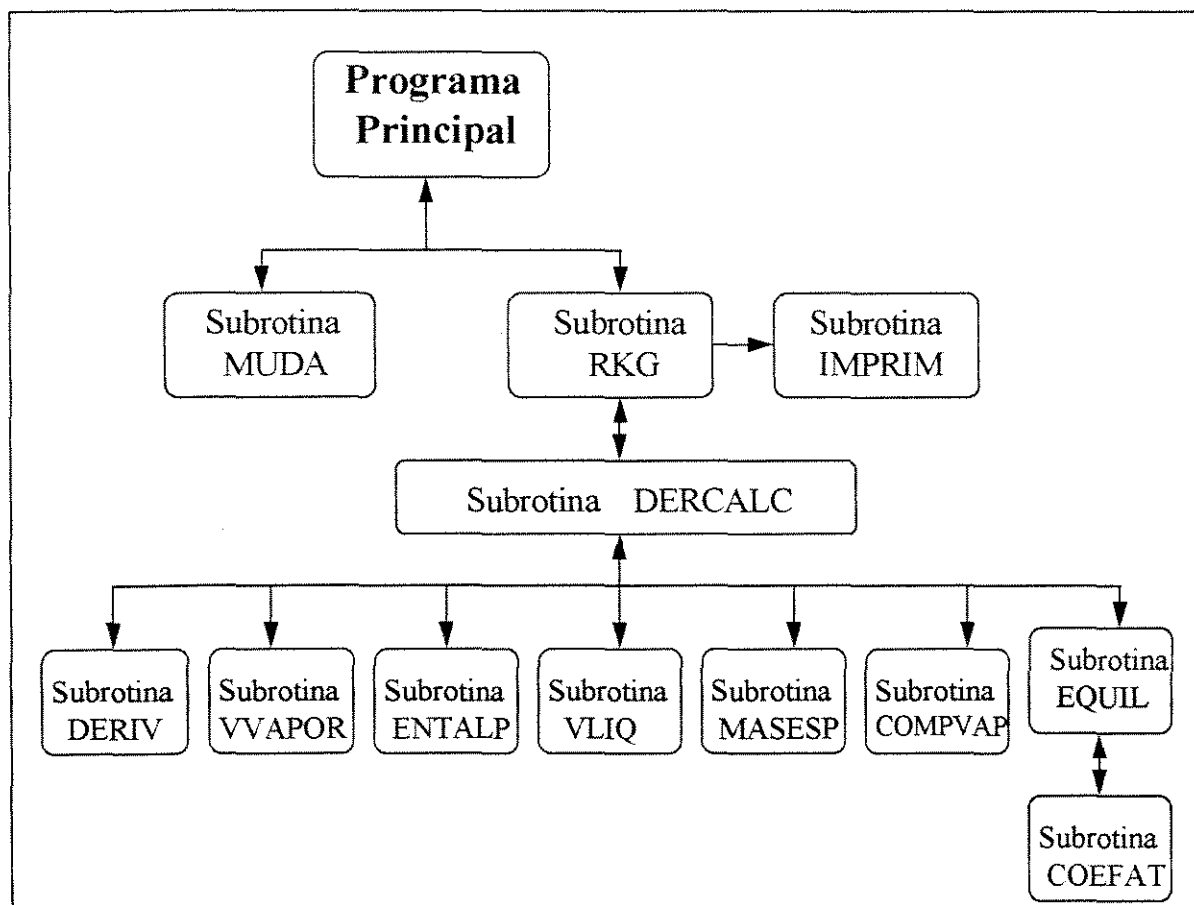 Programa
Principal
Subrotina
MUDA
Subrotina
RKG
Subrotina
IMPRIM
Subrotina DERCALC
Subrotina
DERIV
Subrotina
VVAPOR
Subrotina
ENTALP
Subrotina
VLIQ
Subrotina
MASESP
Subrotina
COMPVAP
Subrotina
EQUIL
Subrotina
COEFAT